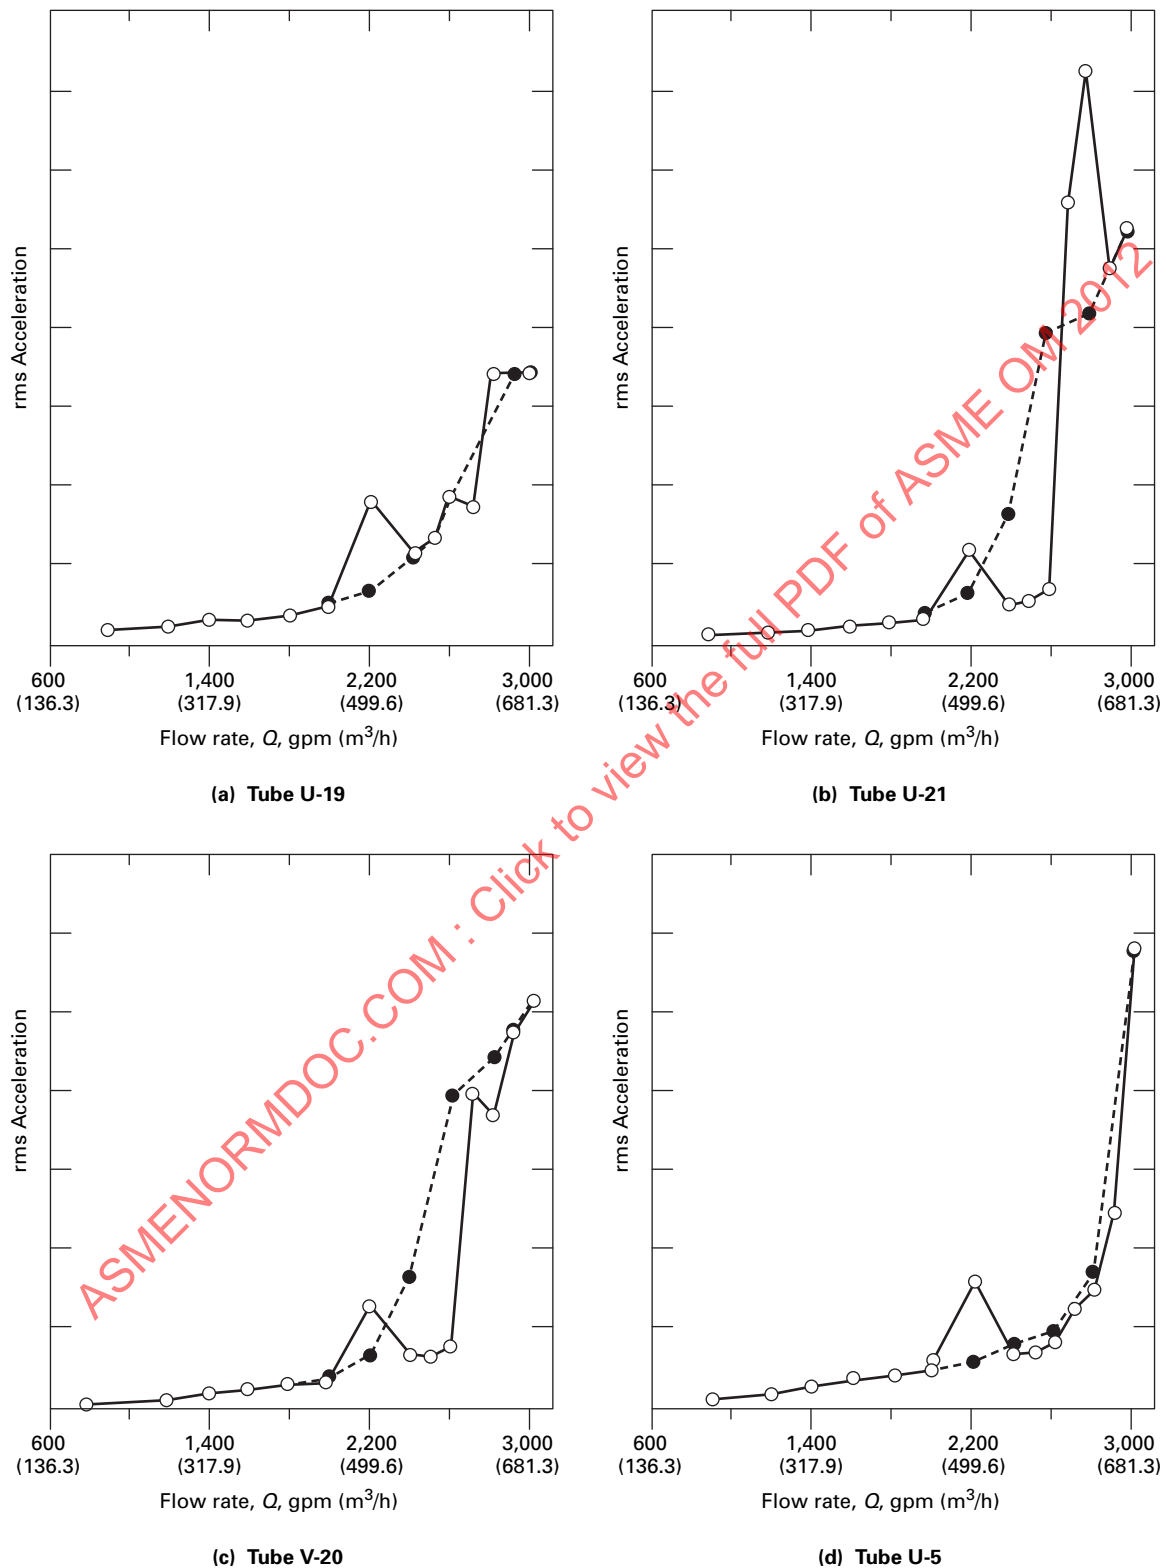 rms Acceleration
600 1,400 2,200 3,000
(136.3) (317.9) (499.6) (681.3)
Flow rate, Q, gpm (m³/h)
(a) Tube U-19
rms Acceleration
600 1,400 2,200 3,000
(136.3) (317.9) (499.6) (681.3)
Flow rate, Q, gpm (m³/h)
(b) Tube U-21
rms Acceleration
600 1,400 2,200 3,000
(136.3) (317.9) (499.6) (681.3)
Flow rate, Q, gpm (m³/h)
(c) Tube V-20
rms Acceleration
600 1,400 2,200 3,000
(136.3) (317.9) (499.6) (681.3)
Flow rate, Q, gpm (m³/h)
(d) Tube U-5
ASMENORMDOC.COM : Click to view the full PDF of ASME OM 2012